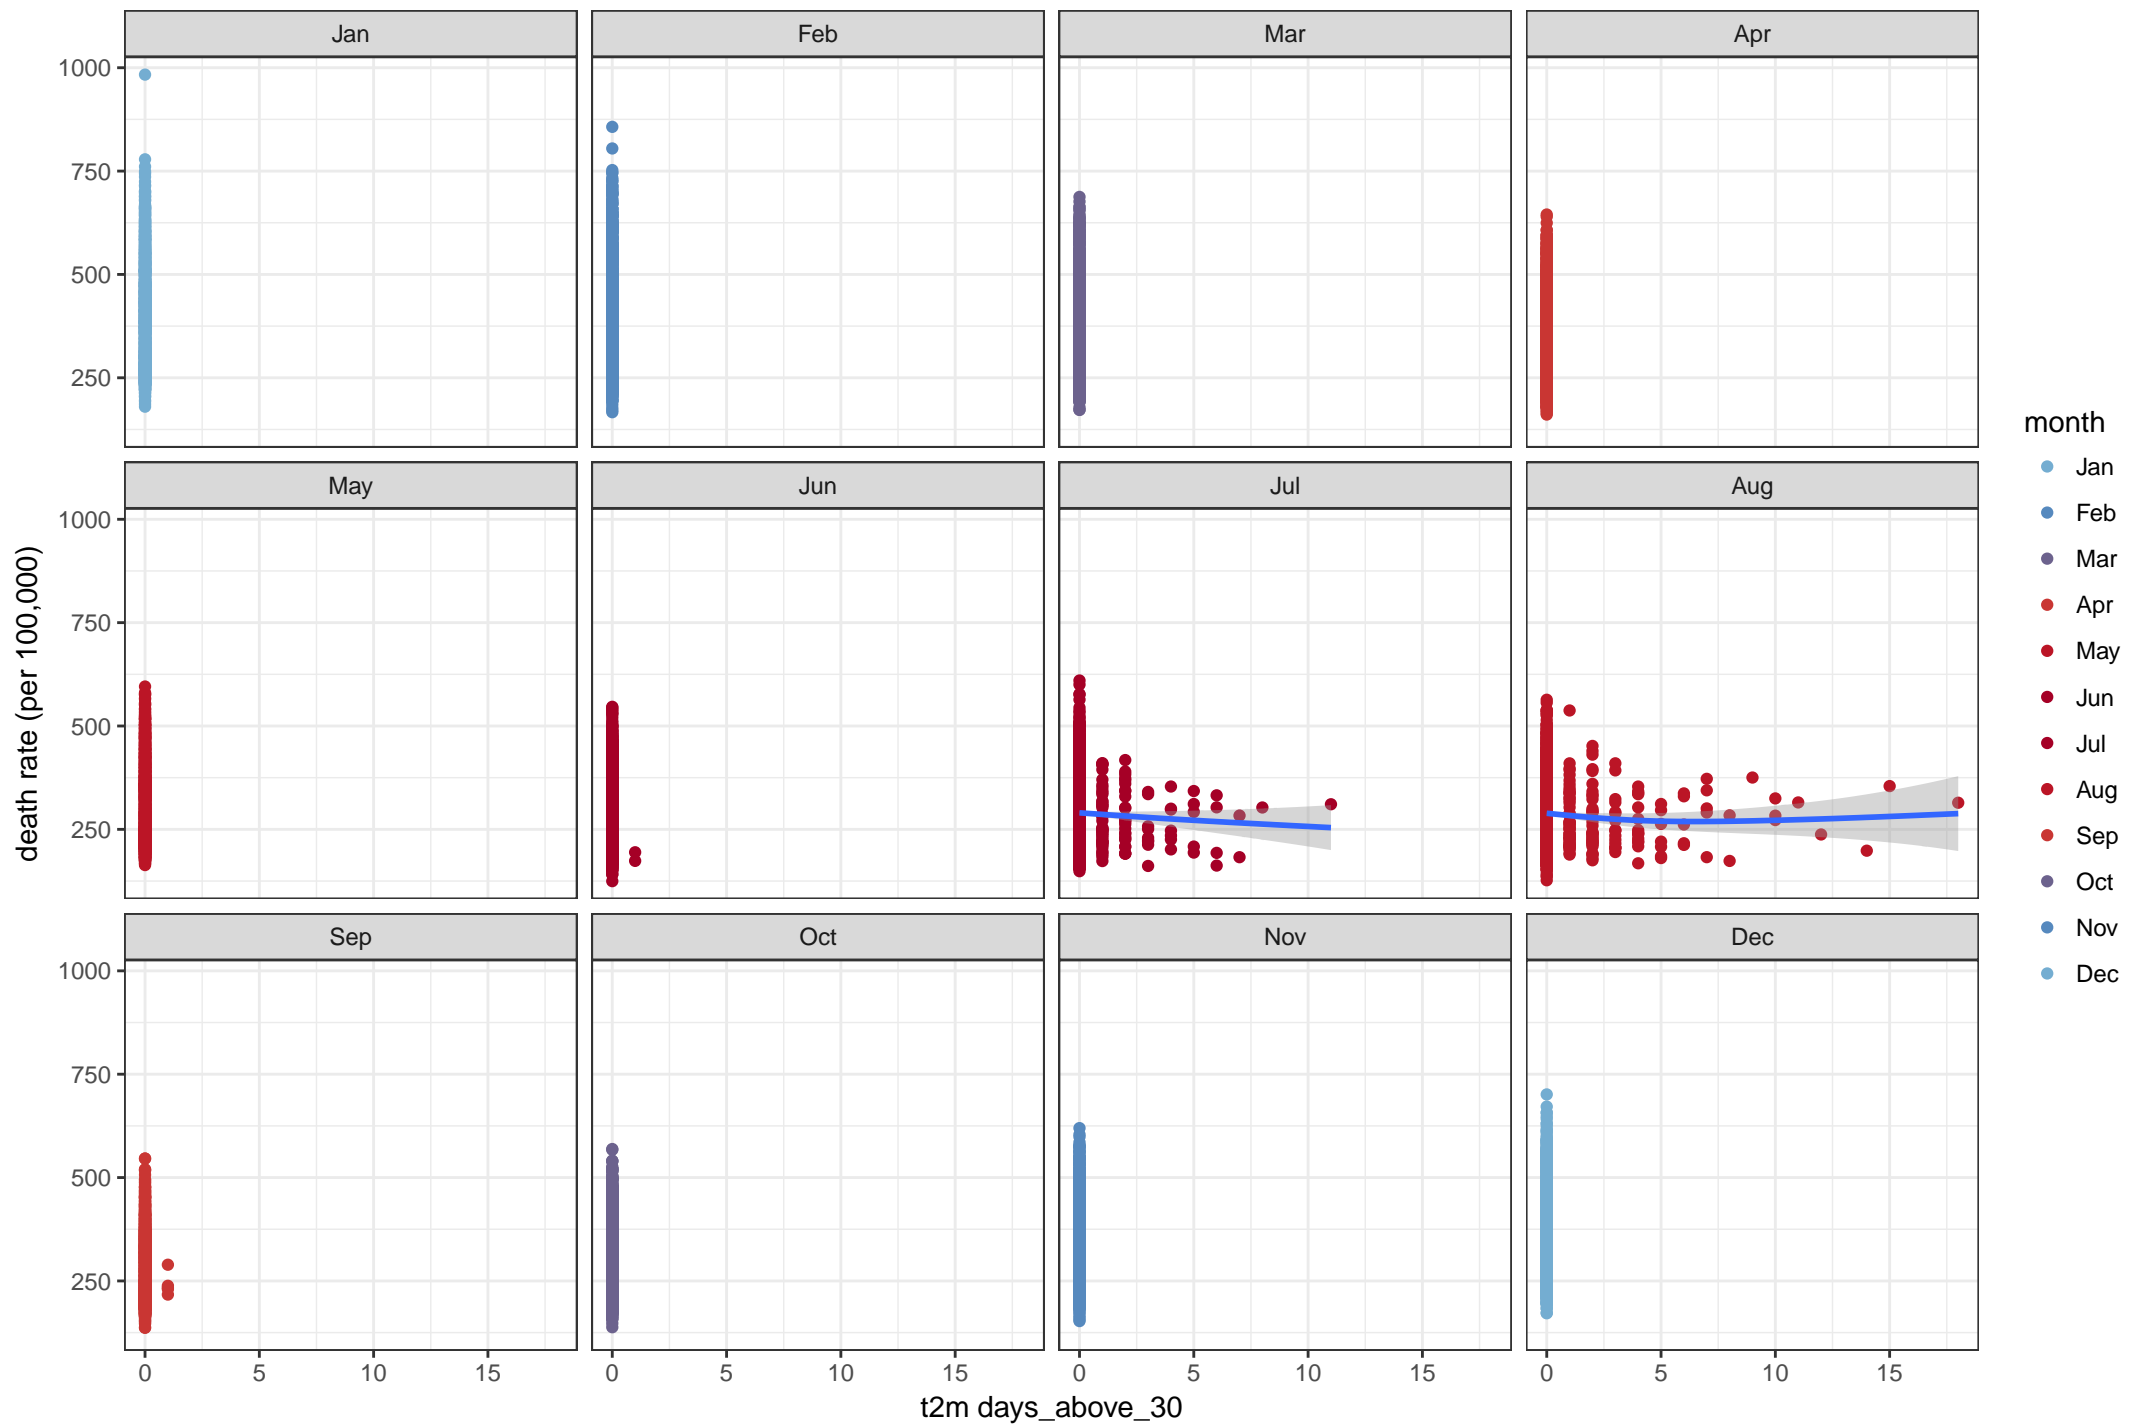 Jan Feb Mar Apr
1000
750
500
250
May Jun Jul Aug
1000
750
500
250
Sep Oct Nov Dec
1000
750
500
250
0 5 10 15 0 5 10 15 0 5 10 15 0 5 10 15
t2m days_above_30
death rate (per 100,000)
month
Jan
Feb
Mar
Apr
May
Jun
Jul
Aug
Sep
Oct
Nov
Dec